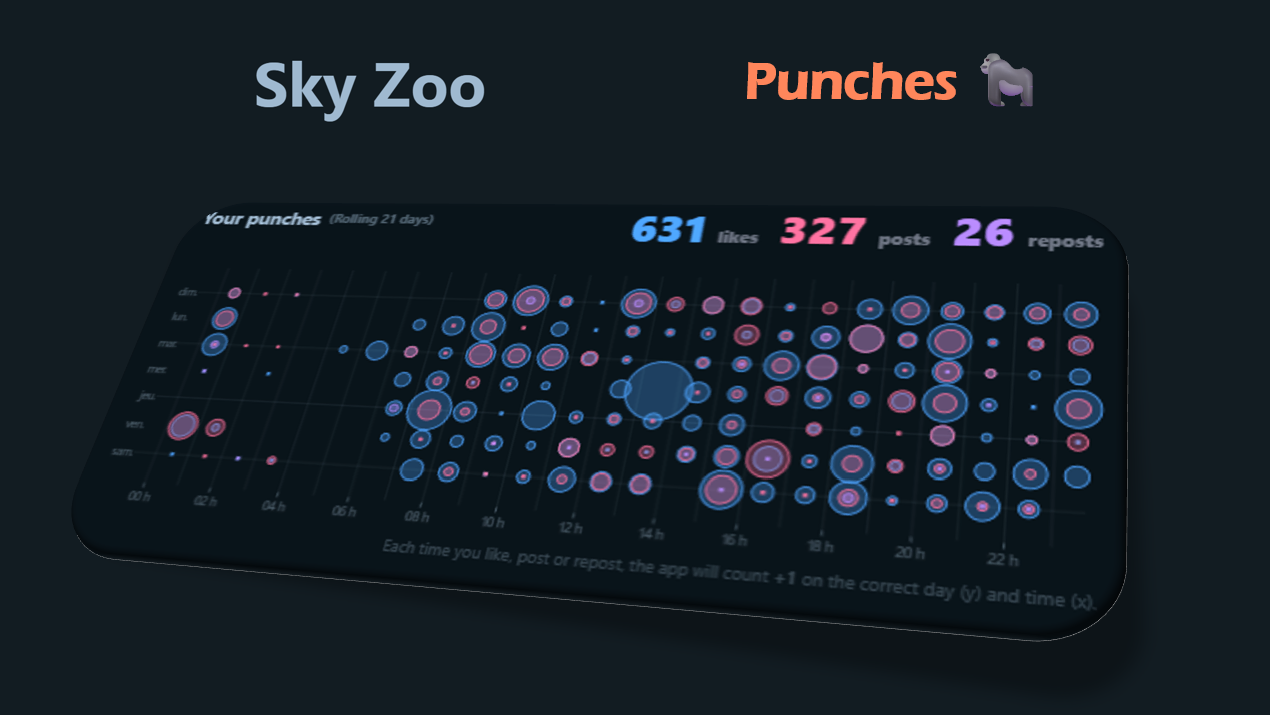 Sky Zoo
Punches
Your punches (Rolling 21 days)
631 likes 327 posts 26 reposts
dim.
lun.
mar.
mer.
jeu.
ven.
sam.
00 h 02 h 04 h 06 h 08 h 10 h 12 h 14 h 16 h 18 h 20 h 22 h
Each time you like, post or repost, the app will count +1 on the correct day (y) and time (x).